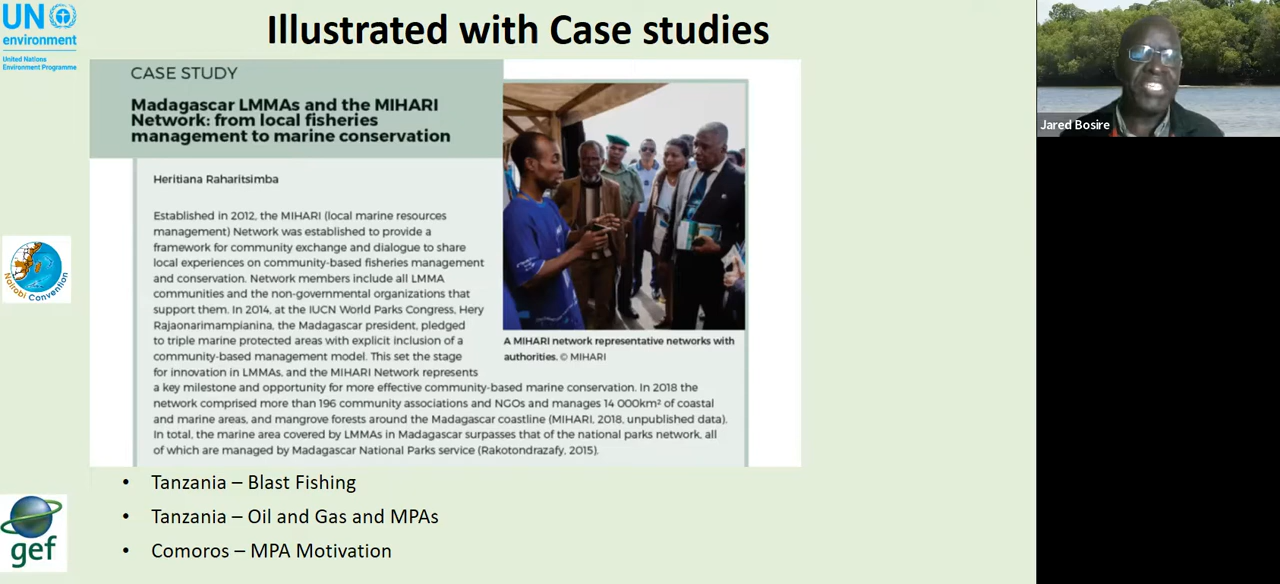 UN
environment
United Nations
Environment Programme
Illustrated with Case studies
CASE STUDY
Madagascar LMMAs and the MIHARI
Network: from local fisheries
management to marine conservation
Heritiana Raharitsimba
Established in 2012, the MIHARI (local marine resources
management) Network was established to provide a
framework for community exchange and dialogue to share
local experiences on community-based fisheries management
and conservation. Network members include all LMMA
communities and the non-governmental organizations that
support them. In 2014, at the IUCN World Parks Congress, Hery
Rajaonarimampianina, the Madagascar president, pledged
to triple marine protected areas with explicit inclusion of a
community-based management model. This set the stage
for innovation in LMMAs, and the MIHARI Network represents
a key milestone and opportunity for more effective community-based marine conservation. In 2018 the
network comprised more than 196 community associations and NGOs and manages 14 000km² of coastal
and marine areas, and mangrove forests around the Madagascar coastline (MIHARI, 2018, unpublished data).
In total, the marine area covered by LMMAs in Madagascar surpasses that of the national parks network, all
of which are managed by Madagascar National Parks service (Rakotondrazafy, 2015).
A MIHARI network representative networks with
authorities. © MIHARI
Nairobi Convention
gef
• Tanzania – Blast Fishing
• Tanzania – Oil and Gas and MPAs
• Comoros – MPA Motivation
Jared Bosire